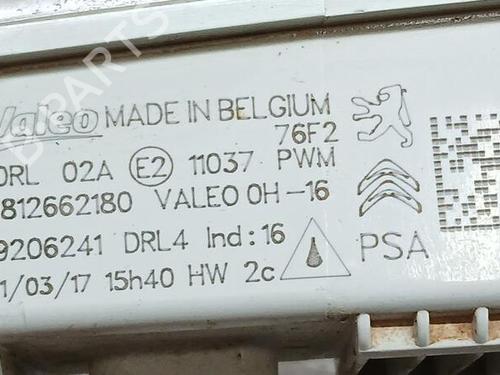 Valeo MADE IN BELGIUM
76F2
DRL 02A E2 11037 PWM
812662180 VALEO OH-16
9206241 DRL4 Ind:16
PSA
1/03/17 15h40 HW 2c